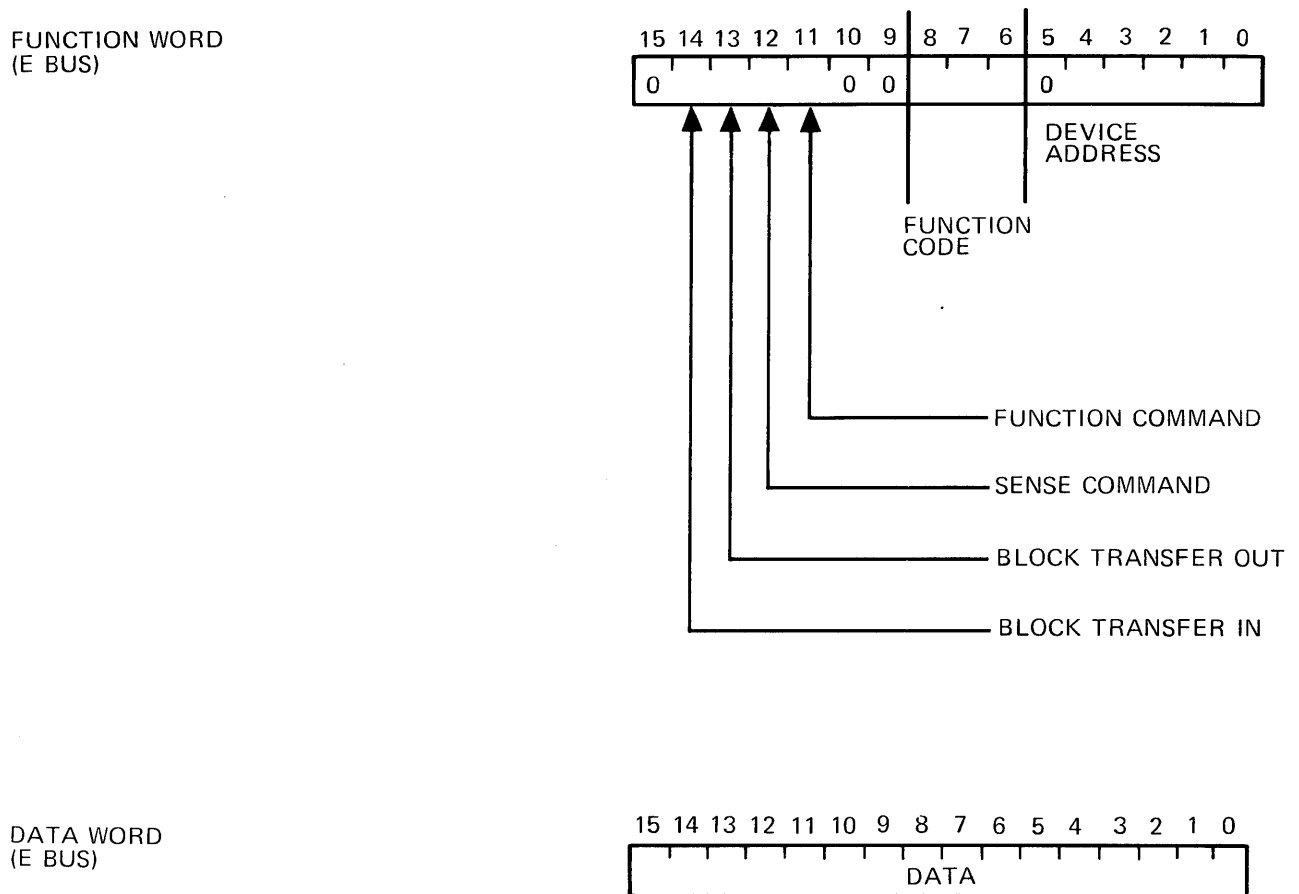 FUNCTION WORD
(E BUS)
15 14 13 12 11 10 9 8 7 6 5 4 3 2 1 0
0 0 0 0
DEVICE
ADDRESS
FUNCTION
CODE
FUNCTION COMMAND
SENSE COMMAND
BLOCK TRANSFER OUT
BLOCK TRANSFER IN
DATA WORD
(E BUS)
15 14 13 12 11 10 9 8 7 6 5 4 3 2 1 0
DATA